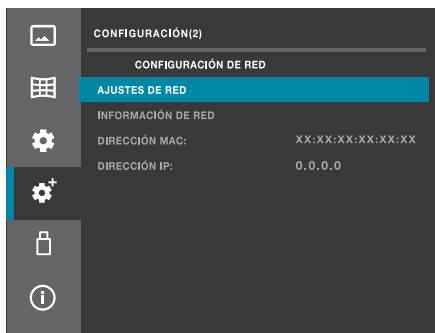 CONFIGURACIÓN(2)
CONFIGURACIÓN DE RED
AJUSTES DE RED
INFORMACIÓN DE RED
DIRECCIÓN MAC: XX:XX:XX:XX:XX:XX
DIRECCIÓN IP: 0.0.0.0